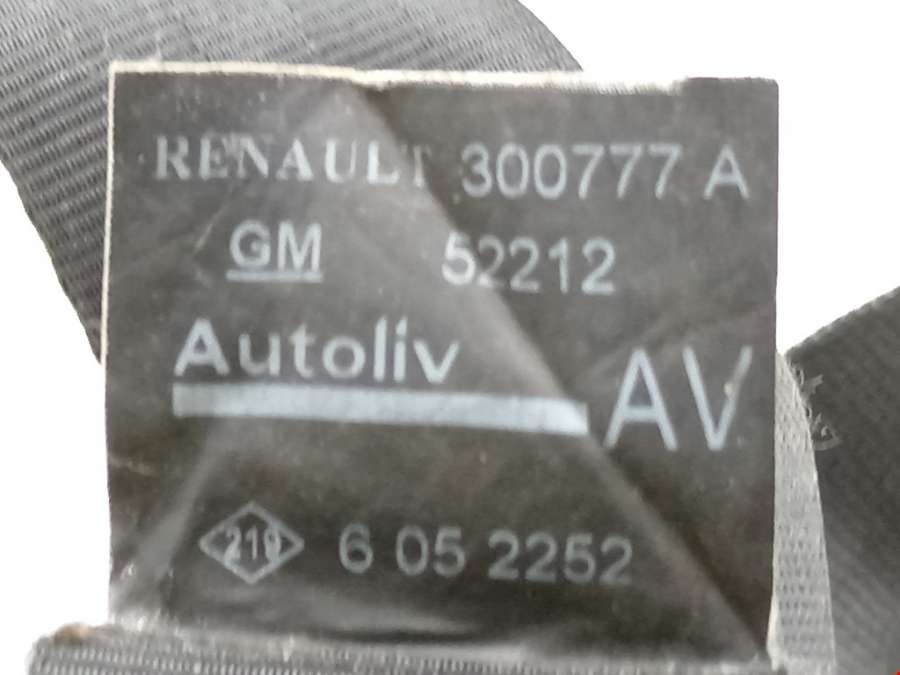 RENAULT 300777 A
GM 52212
Autoliv AV
219 6 05 2252